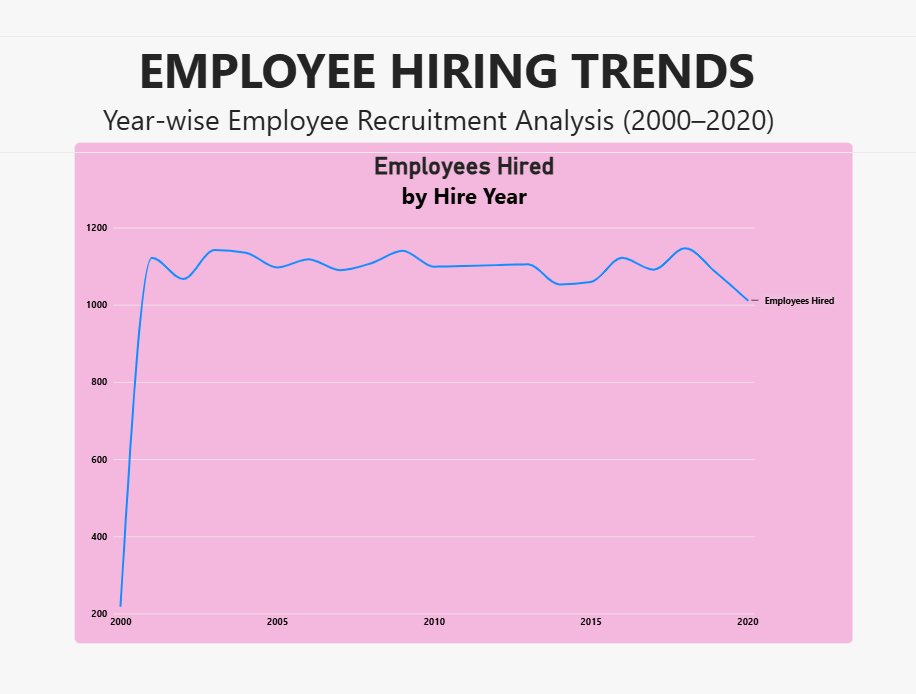 EMPLOYEE HIRING TRENDS
Year-wise Employee Recruitment Analysis (2000–2020)
Employees Hired
by Hire Year
1200
1000
Employees Hired
800
600
400
200
2000 2005 2010 2015 2020